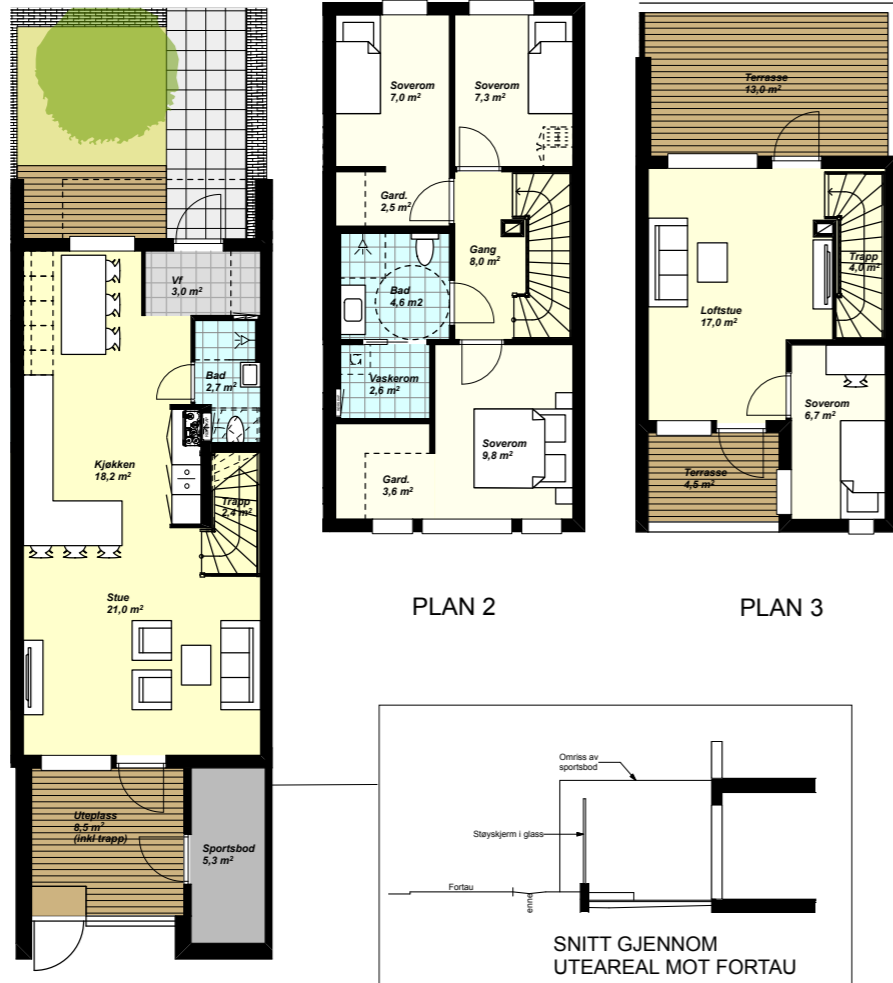 Vf
3,0 m²
Bad
2,7 m²
Kjøkken
18,2 m²
Trapp
2,4 m²
Stue
21,0 m²
Uteplass
8,5 m²
(inkl trapp)
Sportsbod
5,3 m²
Soverom
7,0 m²
Soverom
7,3 m²
Gard.
2,5 m²
Gang
8,0 m²
Bad
4,6 m2
Vaskerom
2,6 m²
Soverom
9,8 m²
Gard.
3,6 m²
PLAN 2
Terrasse
13,0 m²
Trapp
4,0 m²
Loftstue
17,0 m²
Soverom
6,7 m²
Terrasse
4,5 m²
PLAN 3
Omriss av
sportsbod
Støyskjerm i glass
Fortau
enne
SNITT GJENNOM
UTEAREAL MOT FORTAU